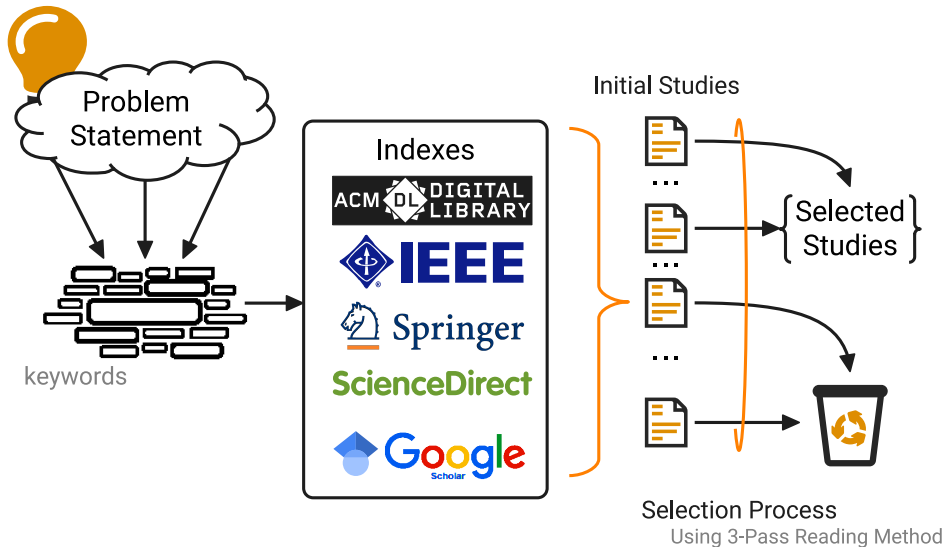 Problem
Statement
keywords
Indexes
ACM DL DIGITAL
LIBRARY
IEEE
®
Springer
ScienceDirect
Google
Scholar
Initial Studies
...
...
...
Selected
Studies
Selection Process
Using 3-Pass Reading Method